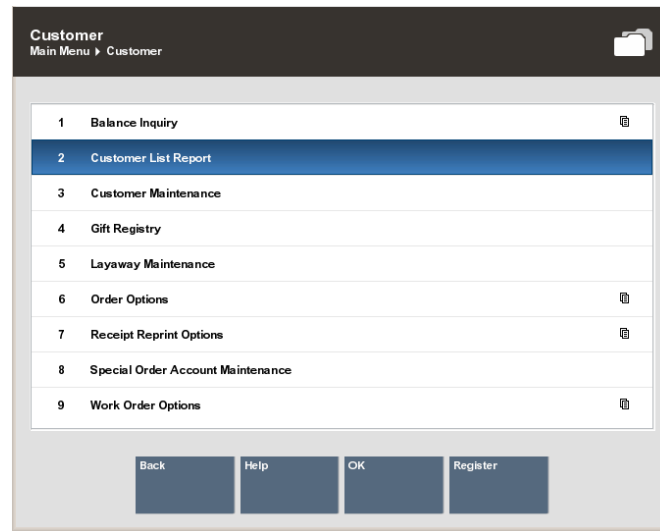 Customer
Main Menu ▸ Customer
1 Balance Inquiry
2 Customer List Report
3 Customer Maintenance
4 Gift Registry
5 Layaway Maintenance
6 Order Options
7 Receipt Reprint Options
8 Special Order Account Maintenance
9 Work Order Options
Back Help OK Register